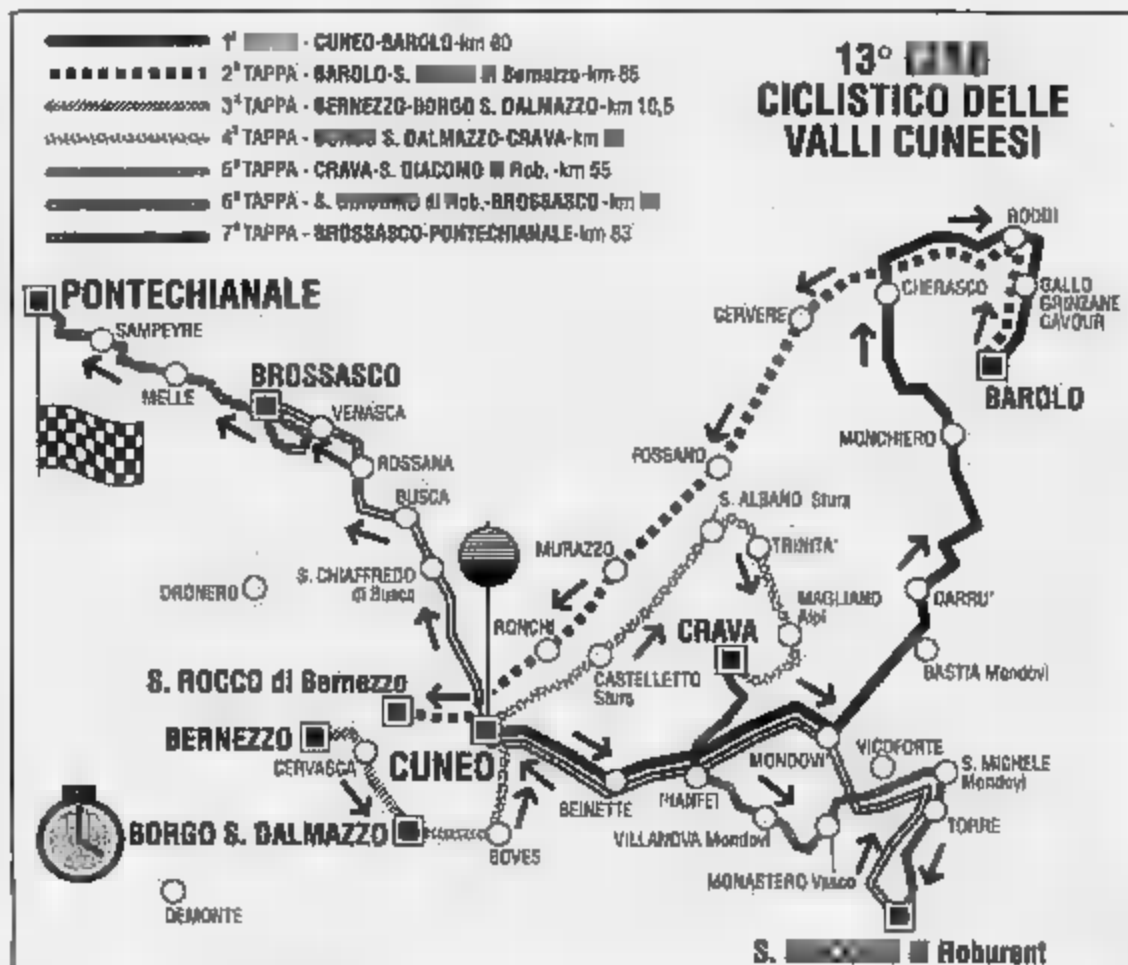 1ª - CUNEO-BAROLO-km 80
2ª TAPPA - BAROLO-S. Bernezzo-km 85
3ª TAPPA - BERNEZZO-BORGO S. DALMAZZO-km 10,5
4ª TAPPA - S. DALMAZZO-CRAVA-km
5ª TAPPA - CRAVA-S. GIACOMO Rob. -km 55
6ª TAPPA - S. di Rob.-BROSSASCO-km
7ª TAPPA - BROSSASCO-PONTECHIANALE-km 83
13°
CICLISTICO DELLE
VALLI CUNEESI
RODDI
PONTECHIANALE
CHERASCO
GALLO
GRINZANE
CAVOUR
CERVERE
SAMPEYRE
BROSSASCO
BAROLO
MELLE
VENASCA
MONCHIERO
ROSSANA
FOSSANO
BUSCA
S. ALBANO Stura
MURAZZO
TRINITA'
S. CHIAFFREDO
di Busca
DRONERO
MAGLIANO
Alpi
CARRU'
RONCHI
CRAVA
BASTIA Mondovì
CASTELLETTO
Stura
S. ROCCO di Bernezzo
BERNEZZO
CERVASCA
CUNEO
MONDOVI'
VICOFORTE
S. MICHELE
Mondovì
BEINETTE
PIANFEI
BORGO S. DALMAZZO
BOVES
VILLANOVA Mondovì
TORRE
MONASTERO Vasco
DEMONTE
S. Roburent